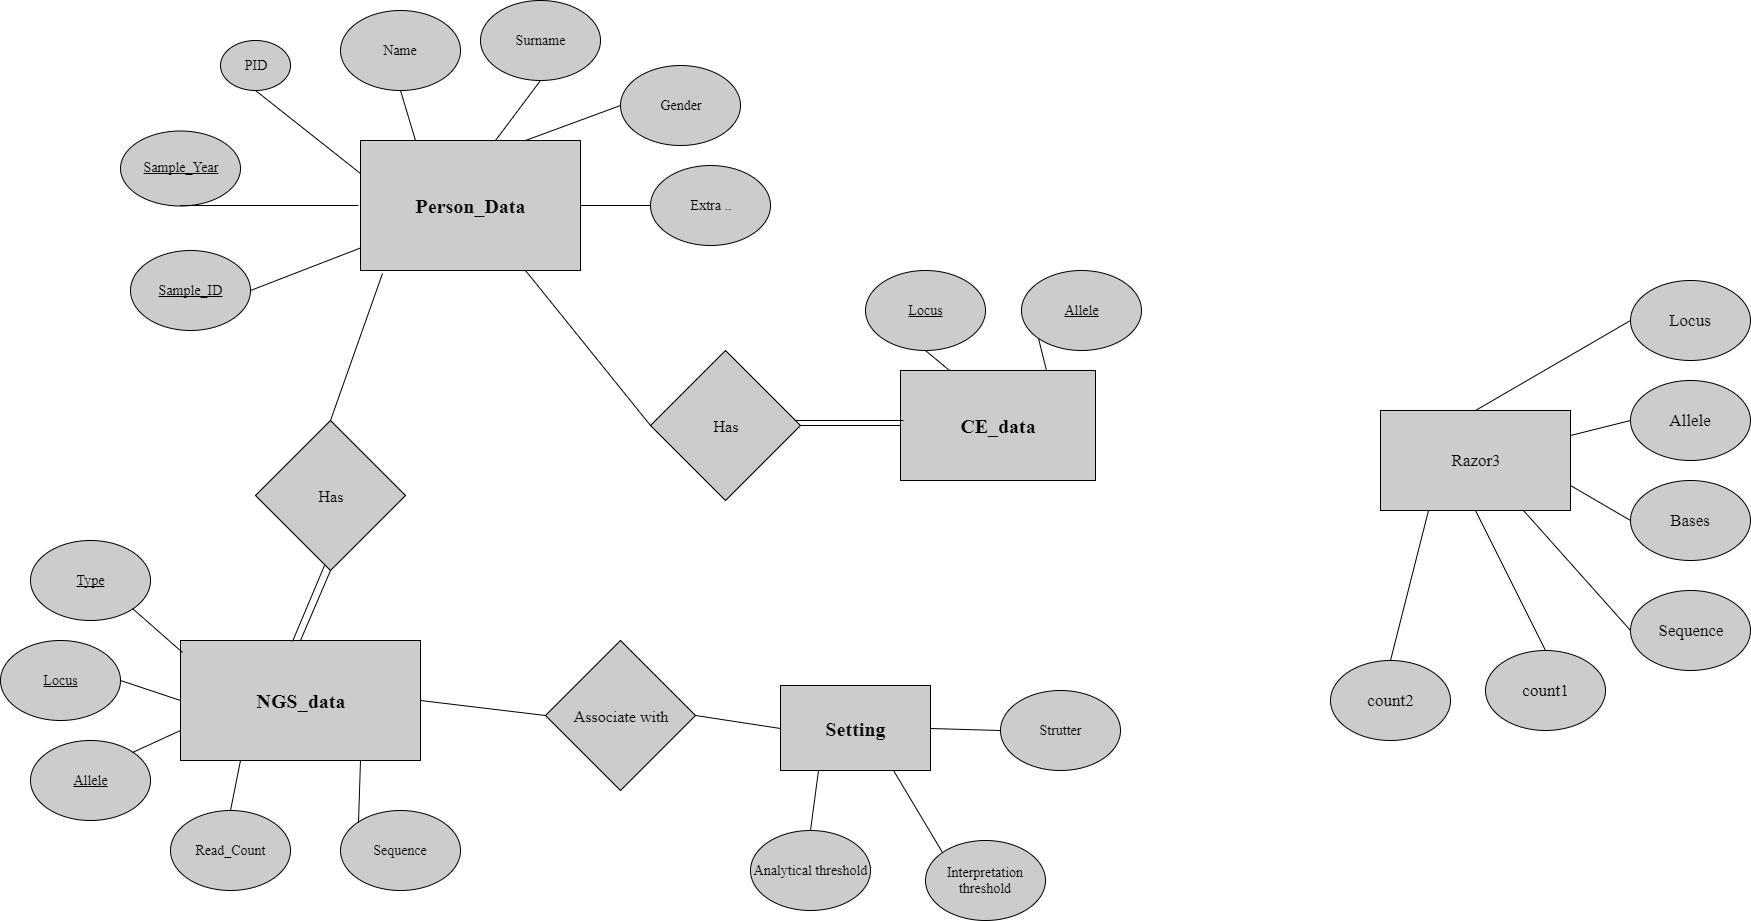 Surname
Name
PID
Gender
Sample_Year
Person_Data
Extra ..
Sample_ID
Locus
Allele
Has
CE_data
Locus
Allele
Razor3
Bases
Sequence
count2
count1
Has
Type
Locus
NGS_data
Allele
Read_Count
Sequence
Associate with
Setting
Strutter
Analytical threshold
Interpretation
threshold